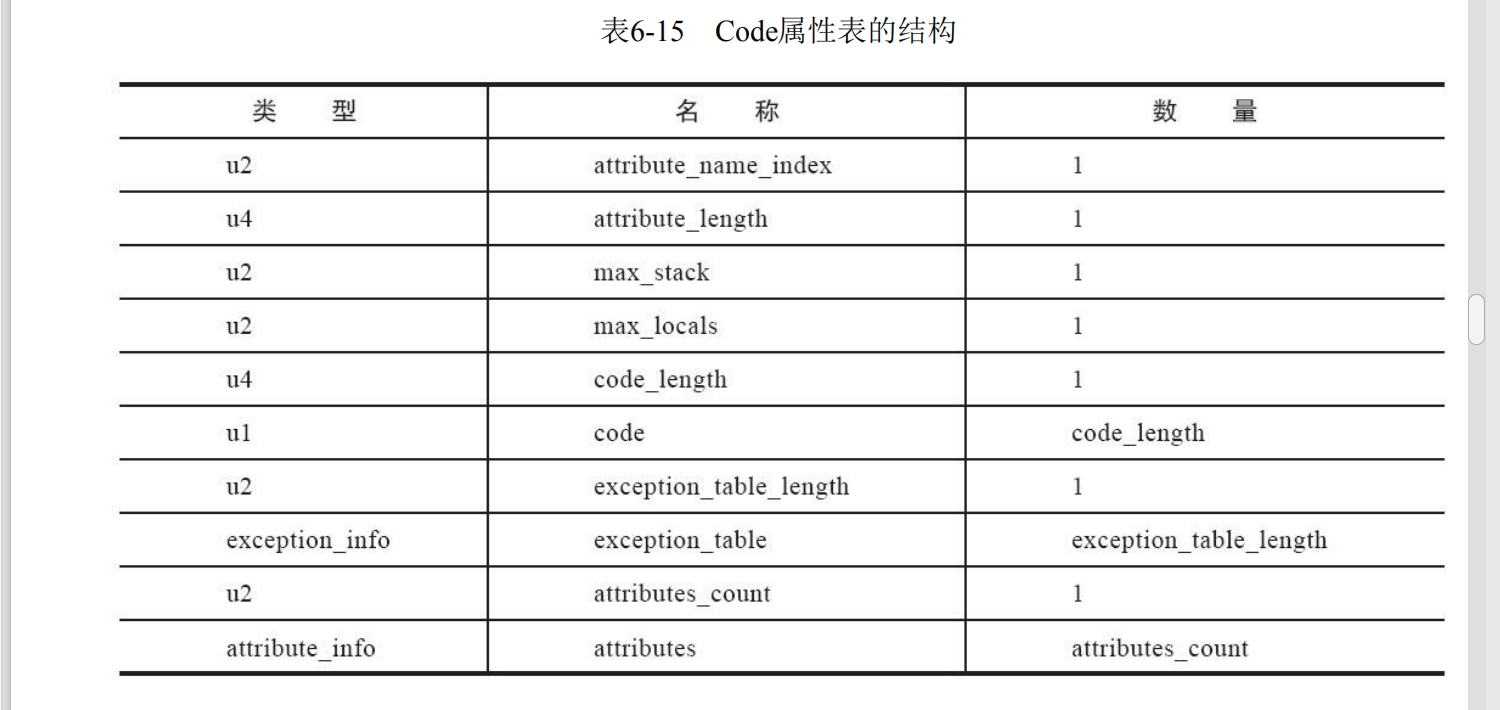 表6-15 Code属性表的结构
类 型 名 称 数 量
u2 attribute_name_index 1
u4 attribute_length 1
u2 max_stack 1
u2 max_locals 1
u4 code_length 1
u1 code code_length
u2 exception_table_length 1
exception_info exception_table exception_table_length
u2 attributes_count 1
attribute_info attributes attributes_count